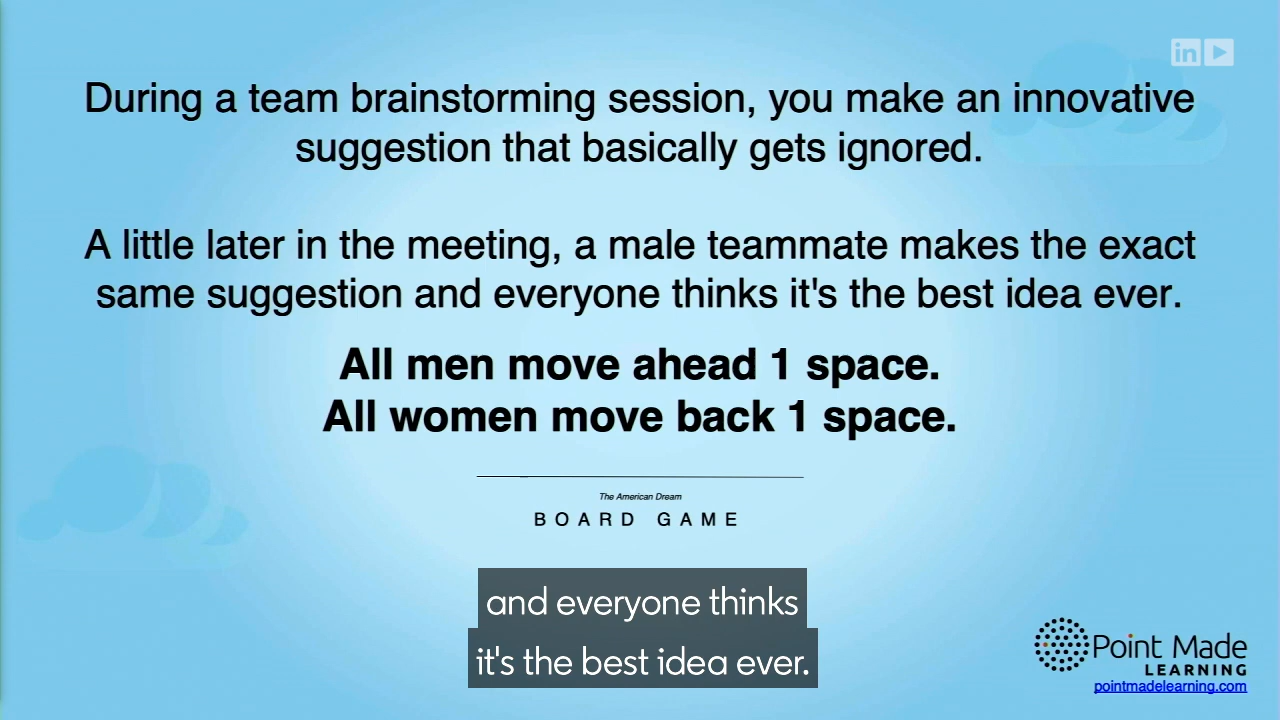 in
During a team brainstorming session, you make an innovative
suggestion that basically gets ignored.
A little later in the meeting, a male teammate makes the exact
same suggestion and everyone thinks it's the best idea ever.
All men move ahead 1 space.
All women move back 1 space.
The American Dream
BOARD GAME
and everyone thinks
it's the best idea ever.
Point Made
LEARNING
pointmadelearning.com